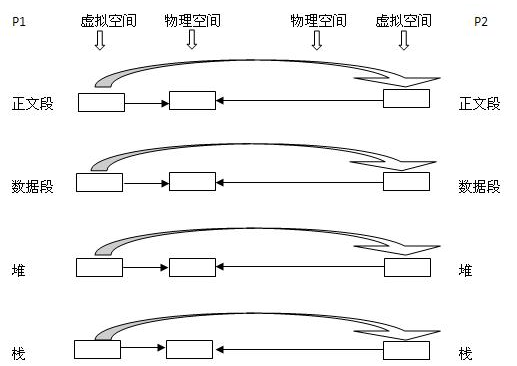 P1 虚拟空间 物理空间 物理空间 虚拟空间 P2
正文段 正文段
数据段 数据段
堆 堆
栈 栈